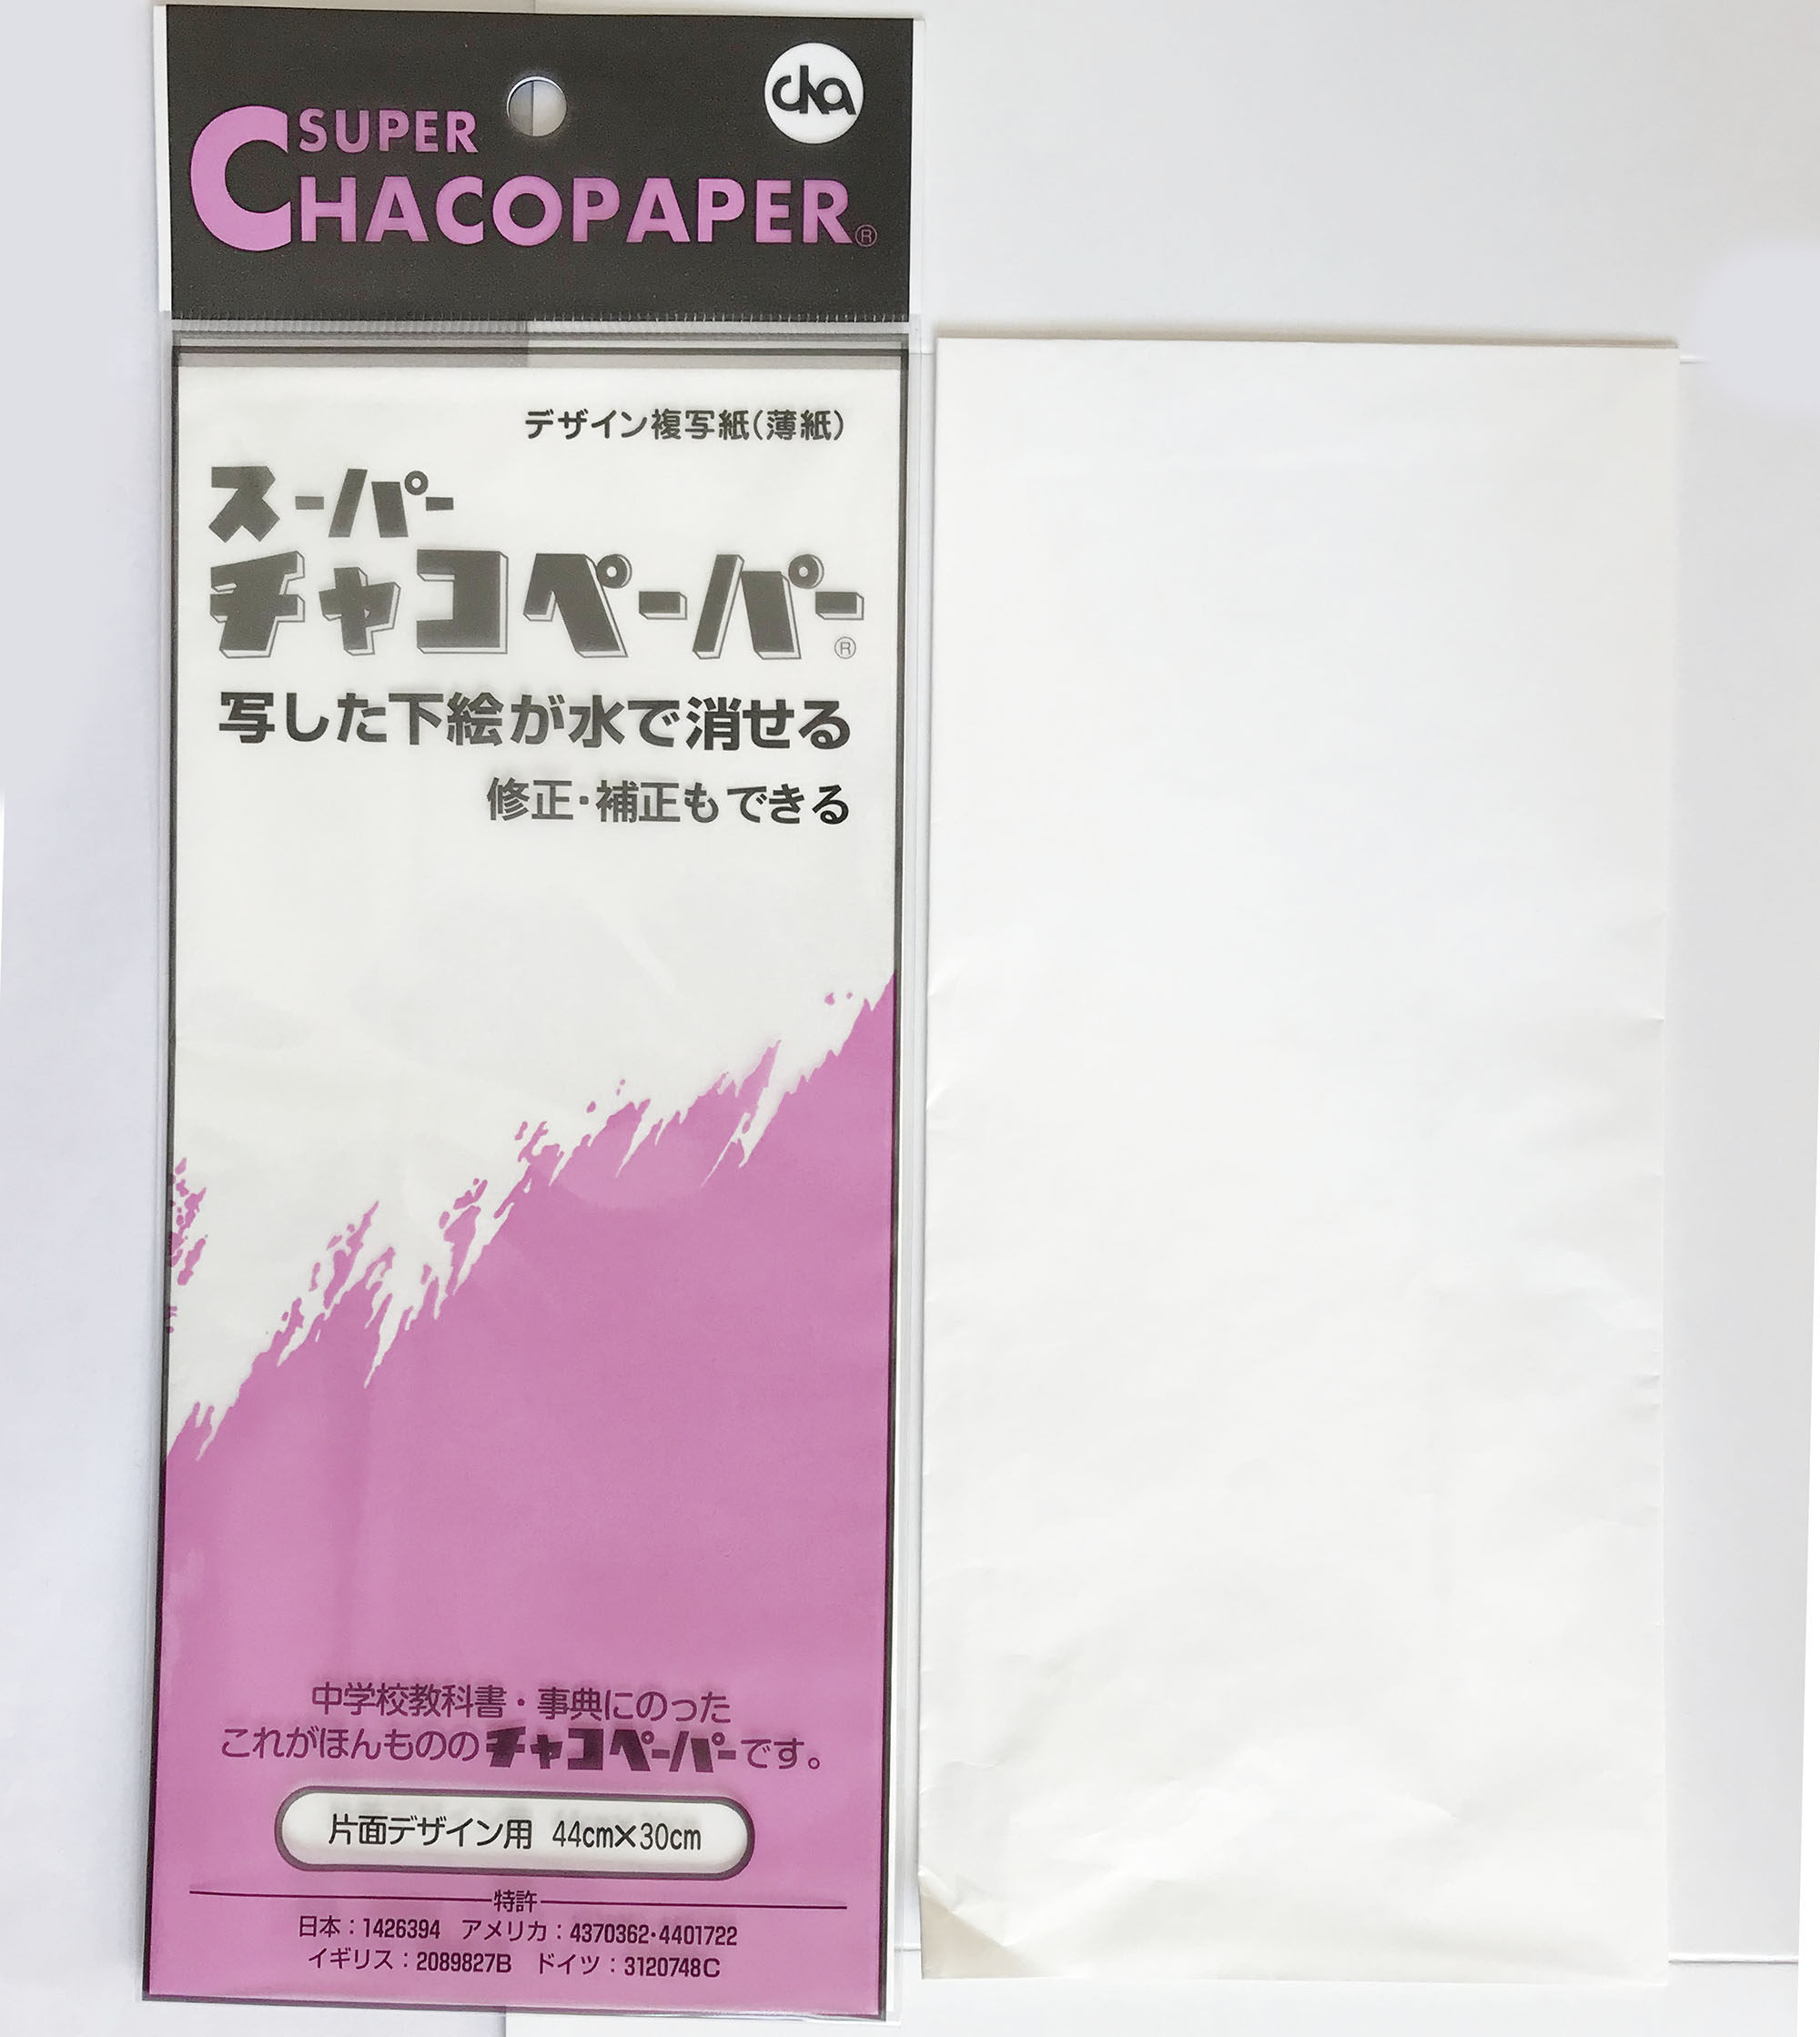 cka
SUPER
CHACOPAPER®
デザイン複写紙(薄紙)
スーパー
チャコペーパー®
写した下絵が水で消せる
修正・補正もできる
中学校教科書・事典にのった
これがほんもののチャコペーパーです。
片面デザイン用 44cm×30cm
特許
日本：1426394 アメリカ：4370362・4401722
イギリス：2089827B ドイツ：3120748C